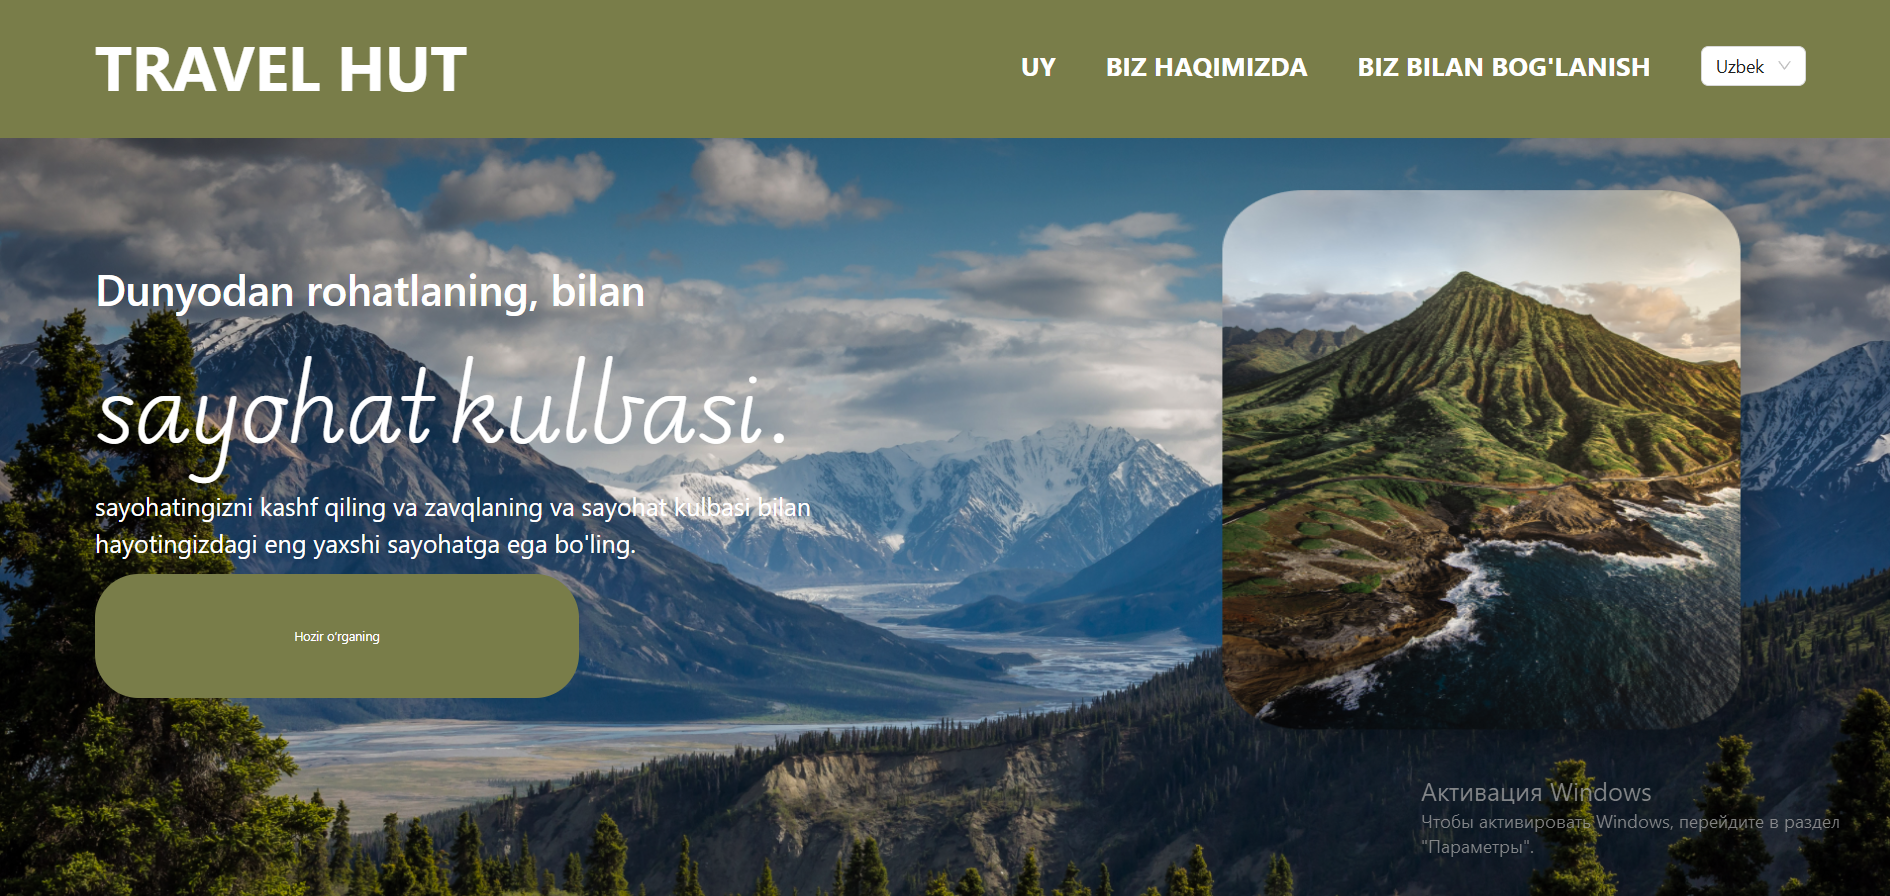 TRAVEL HUT
UY
BIZ HAQIMIZDA
BIZ BILAN BOG'LANISH
Uzbek
Dunyodan rohatlaning, bilan
sayohat kulbasi.
sayohatingizni kashf qiling va zavqlaning va sayohat kulbasi bilan
hayotingizdagi eng yaxshi sayohatga ega bo'ling.
Hozir o'rganing
Активация Windows
Чтобы активировать Windows, перейдите в раздел
"Параметры".